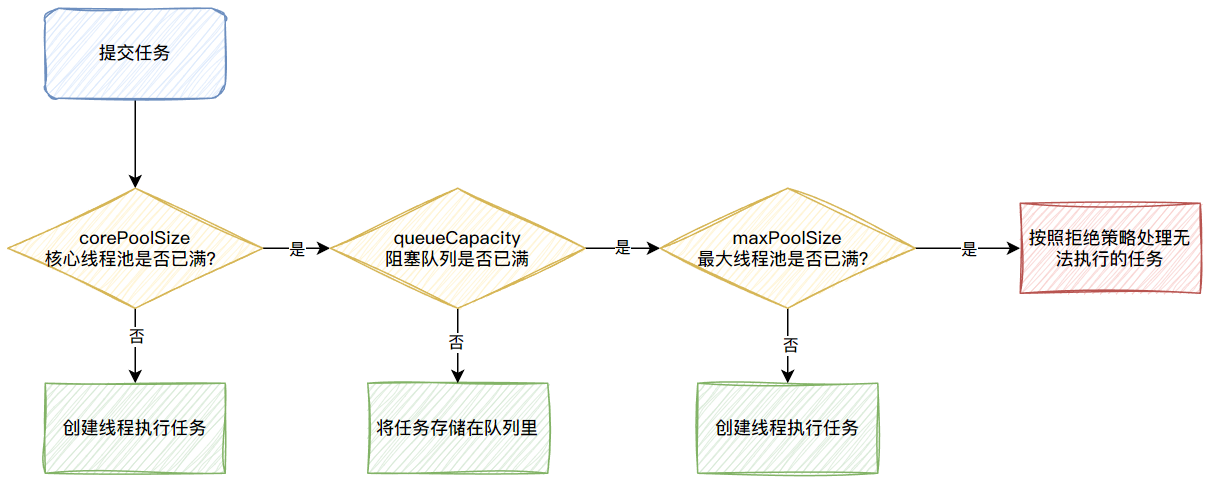 提交任务
corePoolSize
核心线程池是否已满?
是
queueCapacity
阻塞队列是否已满
是
maxPoolSize
最大线程池是否已满?
是
按照拒绝策略处理无
法执行的任务
否
否
否
创建线程执行任务
将任务存储在队列里
创建线程执行任务